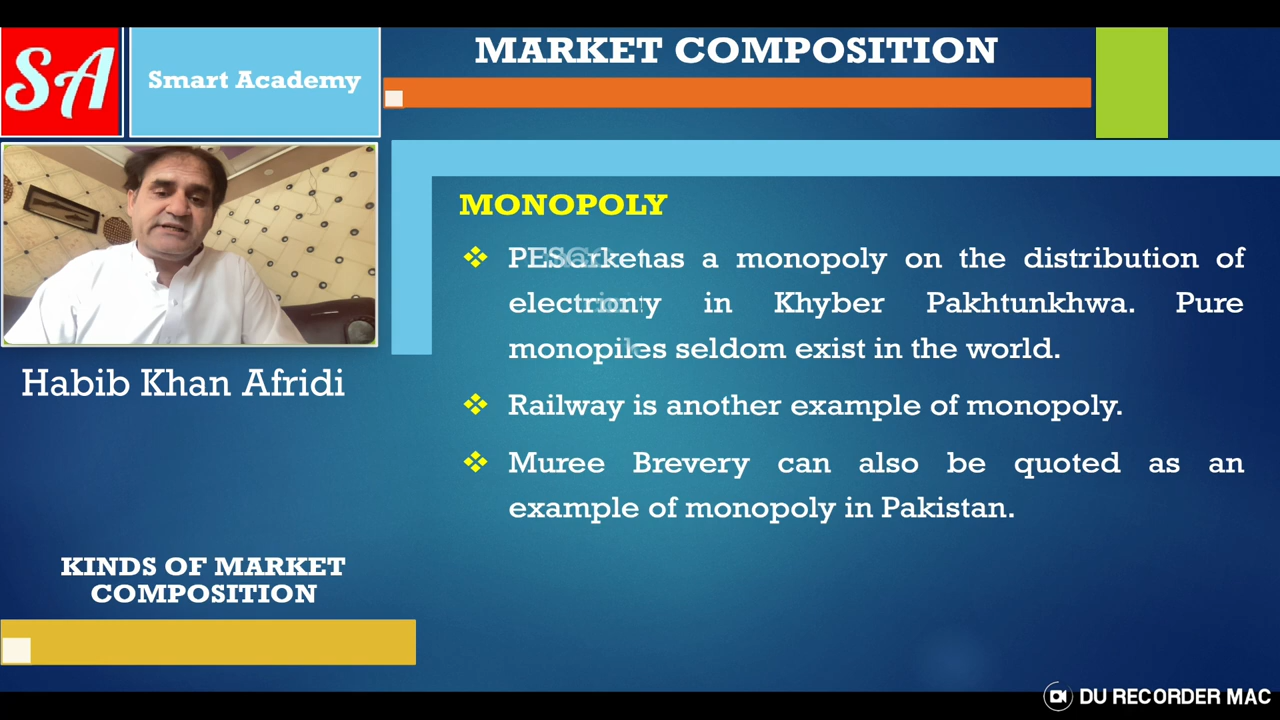 SA
Smart Academy
MARKET COMPOSITION
MONOPOLY
has a monopoly on the distribution of
in Khyber Pakhtunkhwa. Pure
seldom exist in the world.
Railway is another example of monopoly.
Muree Brevery can also be quoted as an
example of monopoly in Pakistan.
Habib Khan Afridi
KINDS OF MARKET
COMPOSITION
DU RECORDER MAC